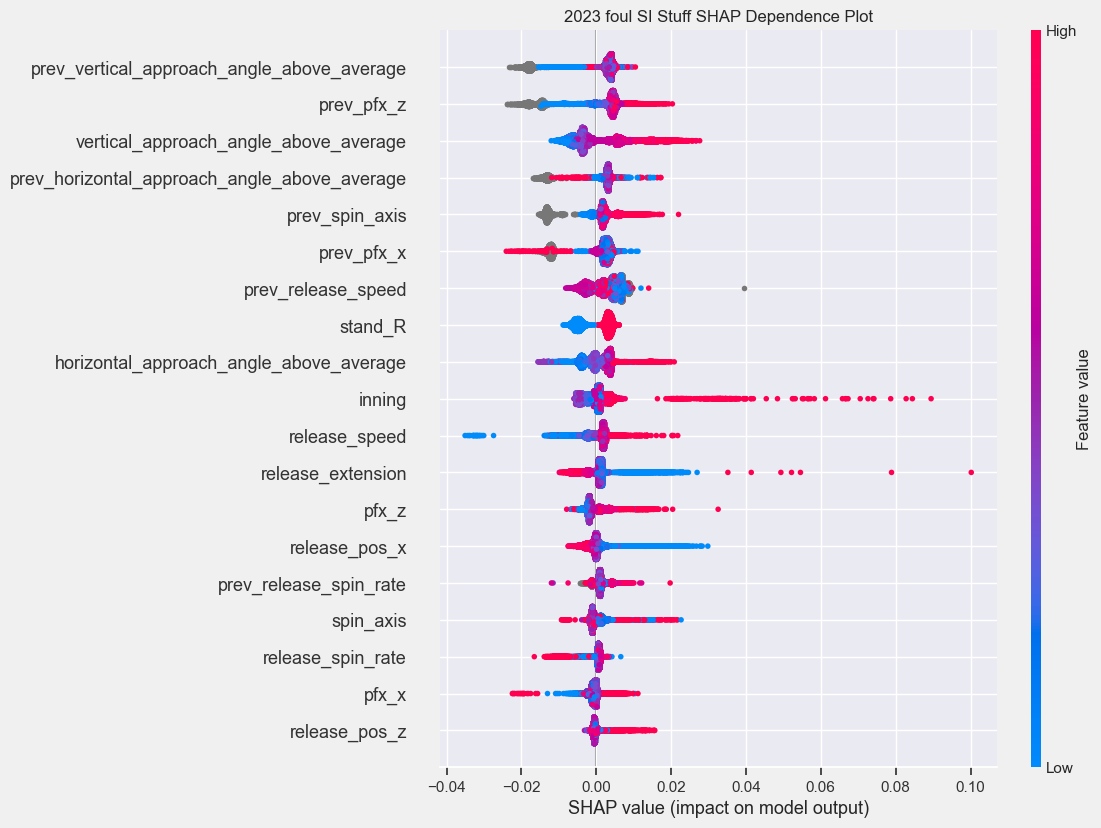 2023 foul SI Stuff SHAP Dependence Plot
High
prev_vertical_approach_angle_above_average
prev_pfx_z
vertical_approach_angle_above_average
prev_horizontal_approach_angle_above_average
prev_spin_axis
prev_pfx_x
prev_release_speed
stand_R
horizontal_approach_angle_above_average
inning
release_speed
release_extension
pfx_z
release_pos_x
prev_release_spin_rate
spin_axis
release_spin_rate
pfx_x
release_pos_z
Feature value
Low
−0.04 −0.02 0.00 0.02 0.04 0.06 0.08 0.10
SHAP value (impact on model output)